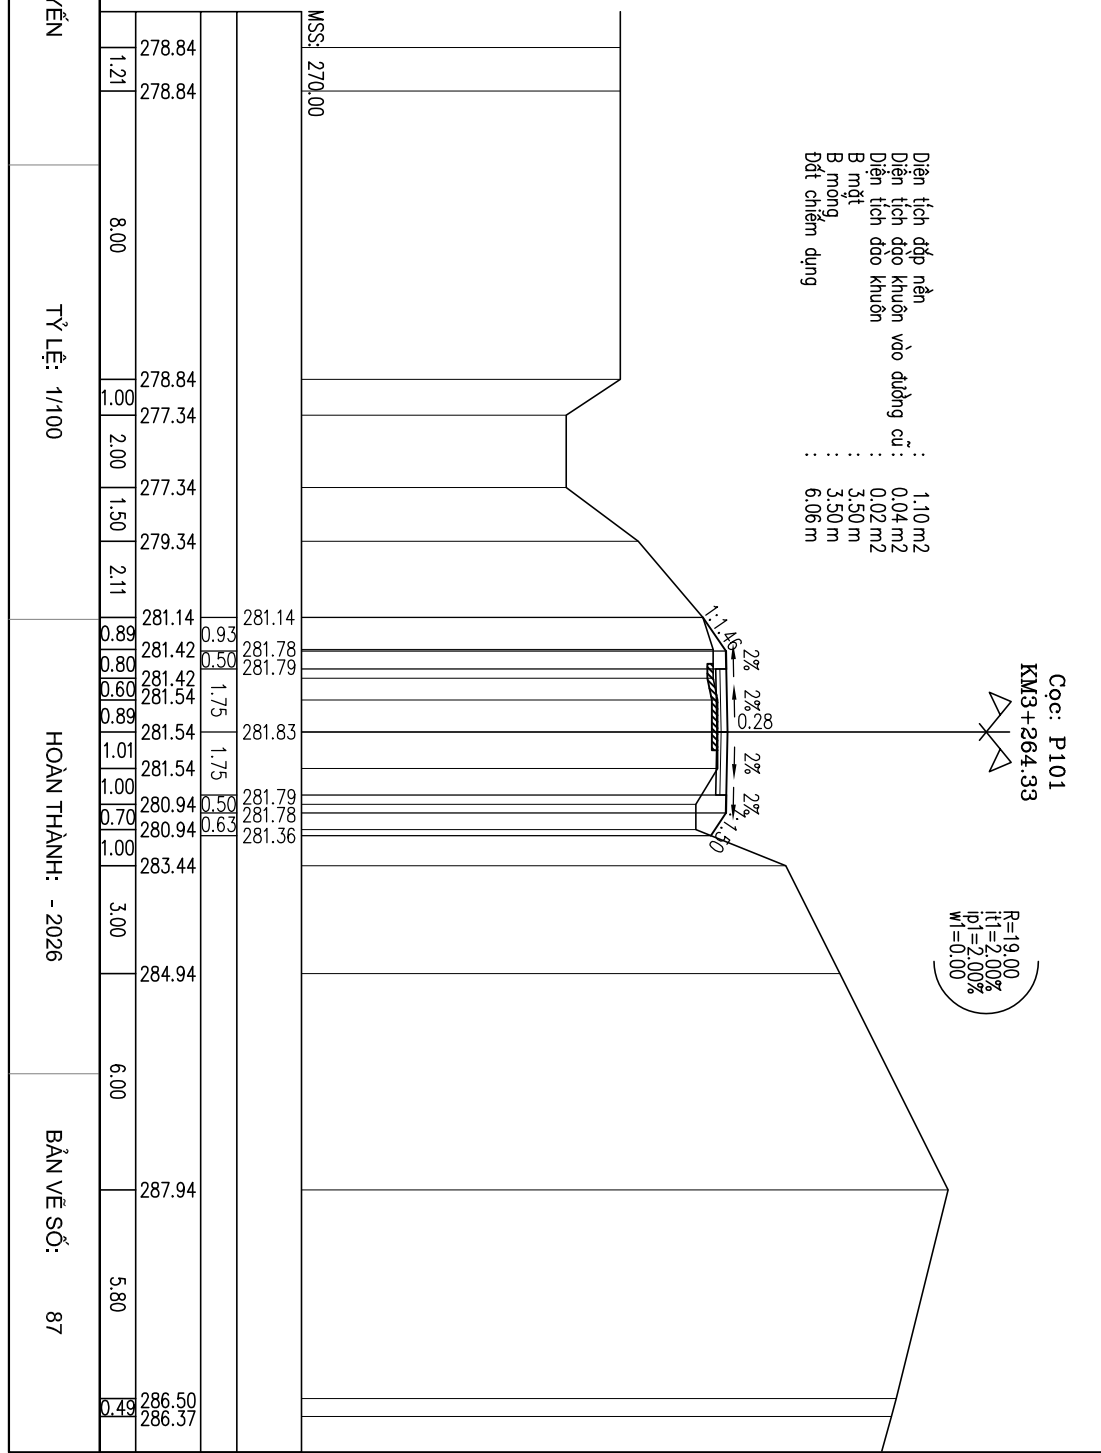 Cọc: P101
KM3+264.33
R=19.00
it1=2.00%
ip1=2.00%
w1=0.00
Diện tích đắp nền : 1.10 m2
Diện tích đào khuôn vào đường cũ : 0.04 m2
Diện tích đào khuôn : 0.02 m2
B mặt : 3.50 m
B móng : 3.50 m
Đất chiếm dụng : 6.06 m
2% 2% 2% 2%
0.28
1:1.46
1:1.50
MSS: 270.00
281.14 281.78 281.79 281.83 281.79 281.78 281.36
0.93 0.50 1.75 1.75 0.50 0.63
278.84 278.84 278.84 277.34 277.34 279.34 281.14 281.42 281.42 281.54 281.54 281.54 280.94 280.94 283.44 284.94 287.94 286.50 286.37
1.21 8.00 1.00 2.00 1.50 2.11 0.89 0.80 0.60 0.89 1.01 1.00 0.70 1.00 3.00 6.00 5.80 0.49
YẾN TỶ LỆ: 1/100 HOÀN THÀNH: - 2026 BẢN VẼ SỐ: 87